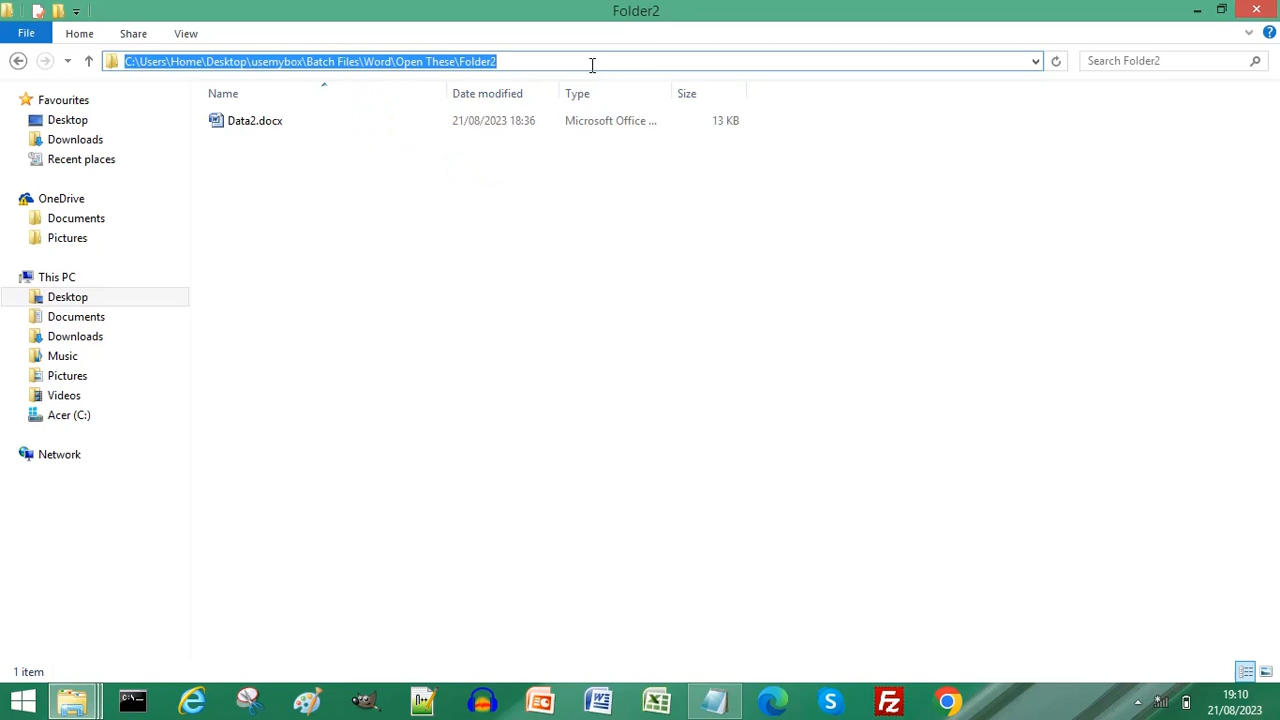 Folder2
File Home Share View
C:\Users\Home\Desktop\usemybox\Batch Files\Word\Open These\Folder2
Search Folder2
Name Date modified Type Size
Data2.docx 21/08/2023 18:36 Microsoft Office ... 13 KB
Favourites
Desktop
Downloads
Recent places
OneDrive
Documents
Pictures
This PC
Desktop
Documents
Downloads
Music
Pictures
Videos
Acer (C:)
Network
1 item
19:10
21/08/2023